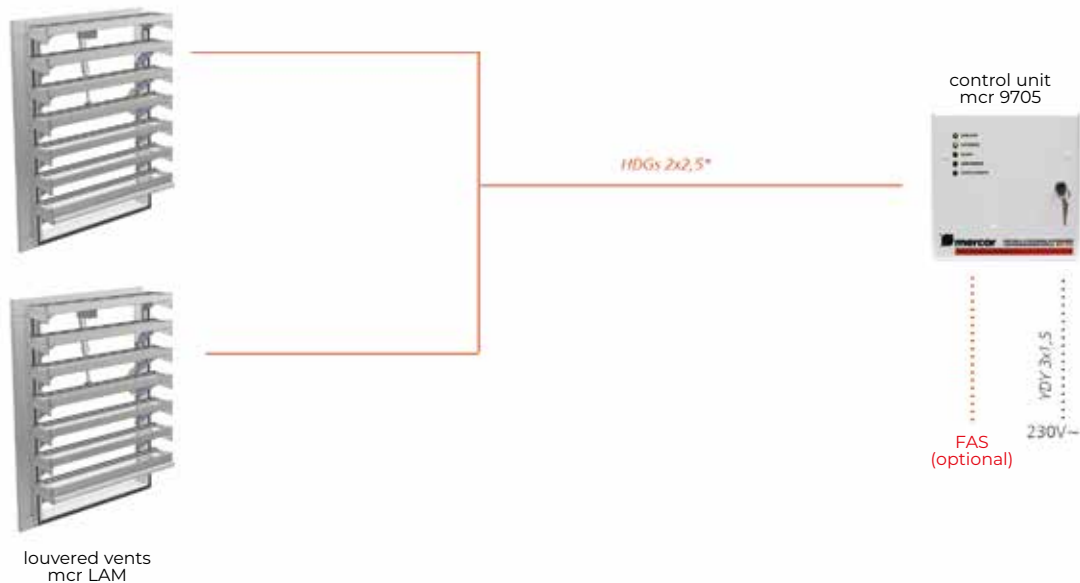 control unit
mcr 9705
HDGs 2x2,5*
mercor
YDY 3x1,5
FAS
(optional)
230V~
louvered vents
mcr LAM